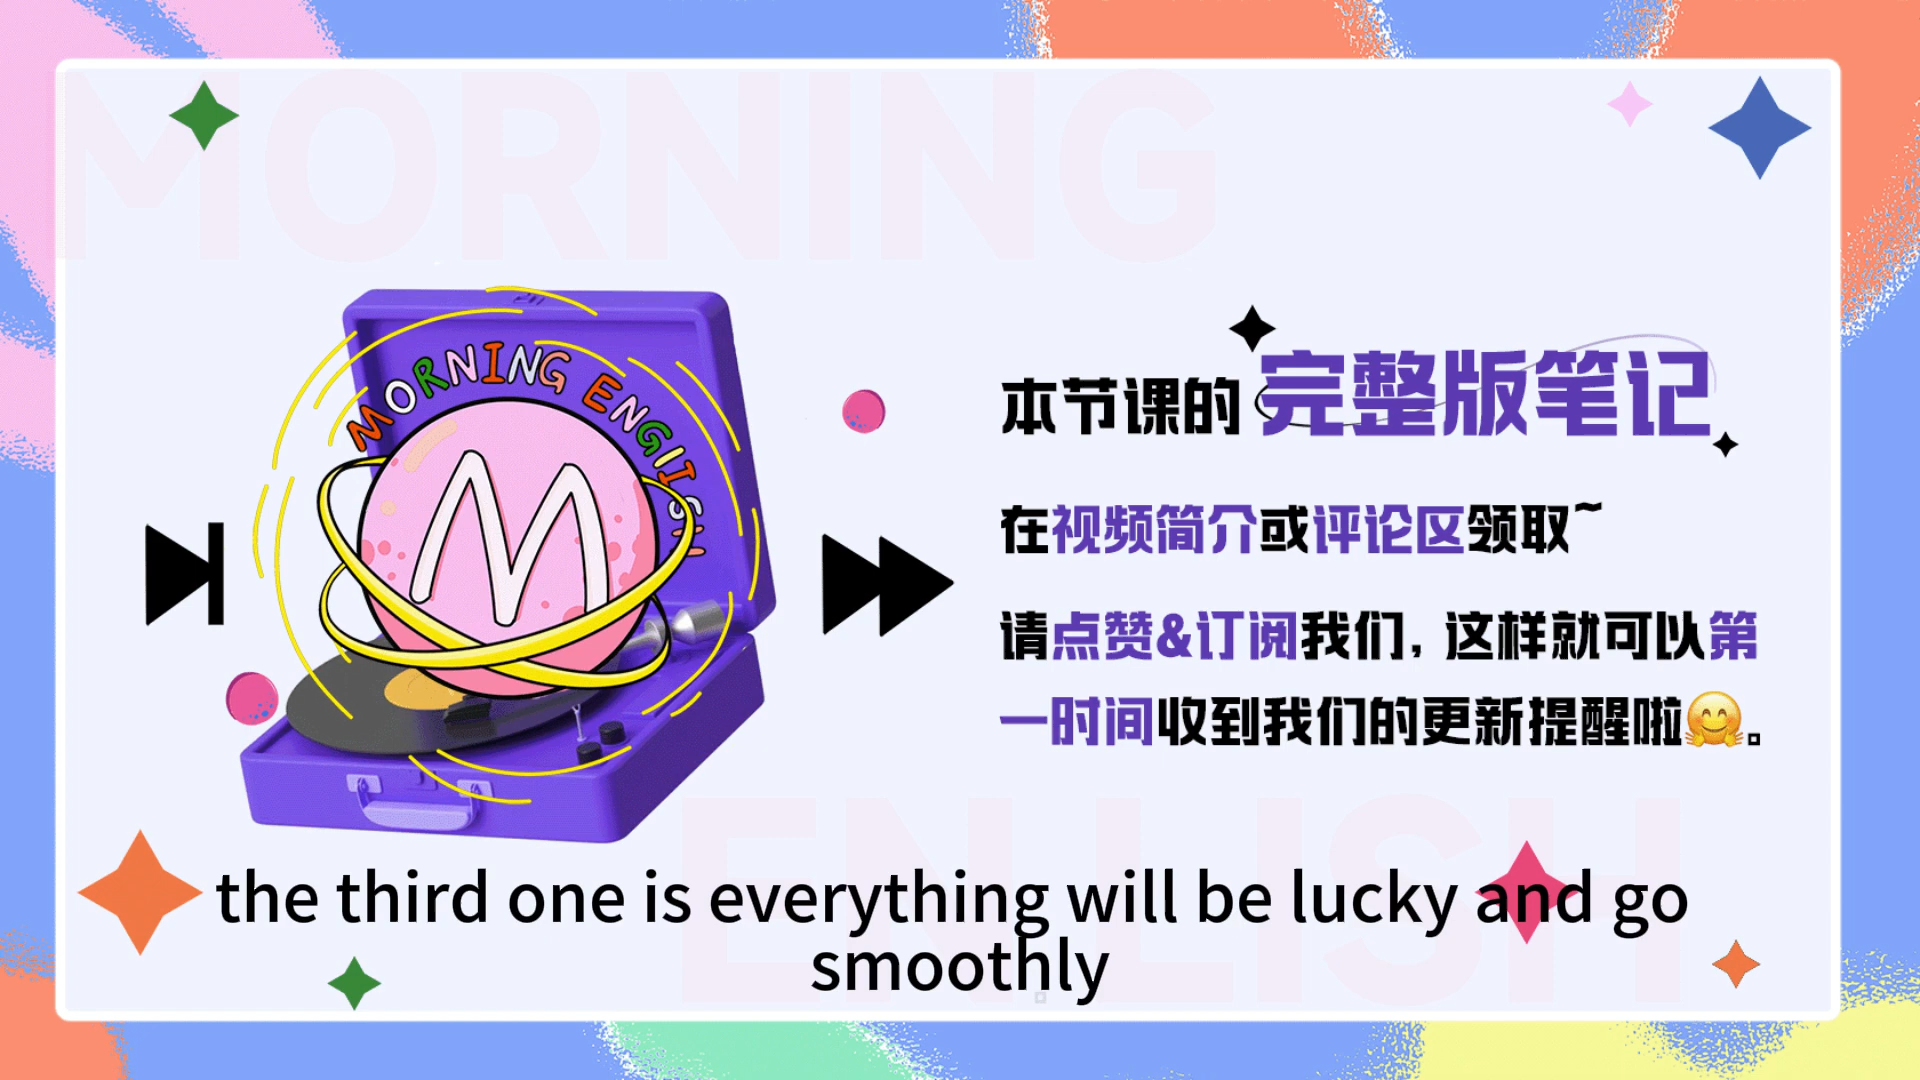 MORNING
MORNING ENGlISH
M
本节课的 完整版笔记
在视频简介或评论区领取~
请点赞&订阅我们，这样就可以第
一时间收到我们的更新提醒啦🤗。
ENGLISH
the third one is everything will be lucky and go
smoothly